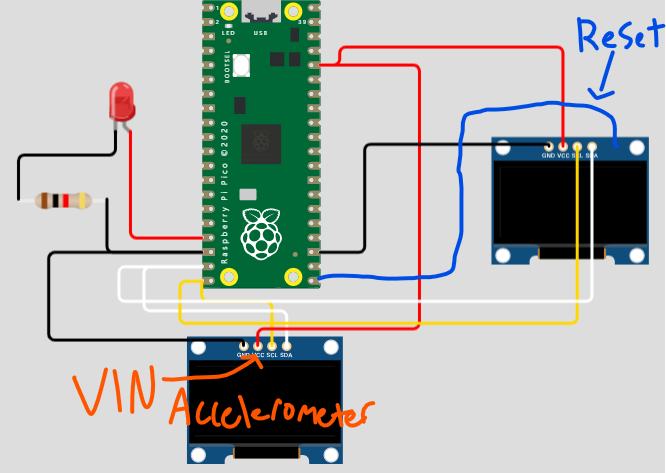 1
2
39
LED USB
BOOTSEL
Raspberry Pi Pico ©2020
Reset
GND VCC SCL SDA
GND VCC SCL SDA
VIN
Accelerometer